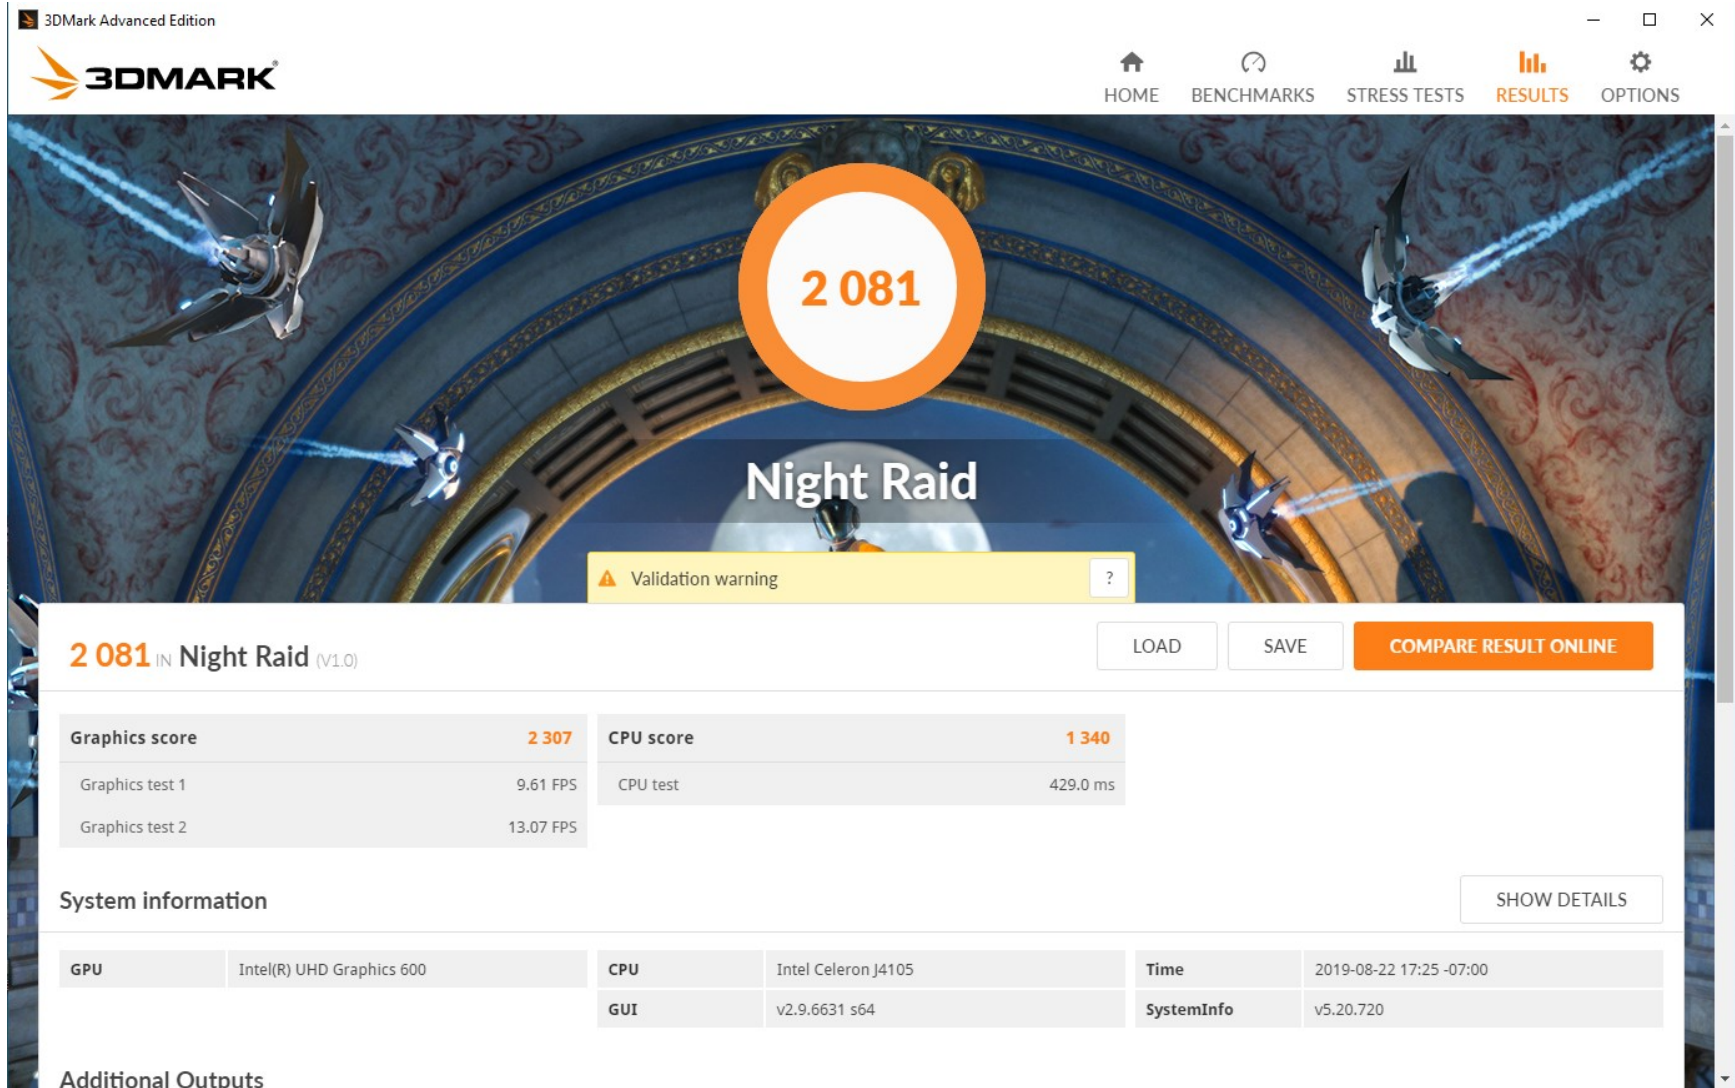 3DMark Advanced Edition
3DMARK®
HOME BENCHMARKS STRESS TESTS RESULTS OPTIONS
2 081
Night Raid
Validation warning ?
2 081 IN Night Raid (V1.0)
LOAD SAVE COMPARE RESULT ONLINE
Graphics score 2 307 CPU score 1 340
Graphics test 1 9.61 FPS CPU test 429.0 ms
Graphics test 2 13.07 FPS
System information SHOW DETAILS
GPU Intel(R) UHD Graphics 600 CPU Intel Celeron J4105 Time 2019-08-22 17:25 -07:00
GUI v2.9.6631 s64 SystemInfo v5.20.720
Additional Outputs